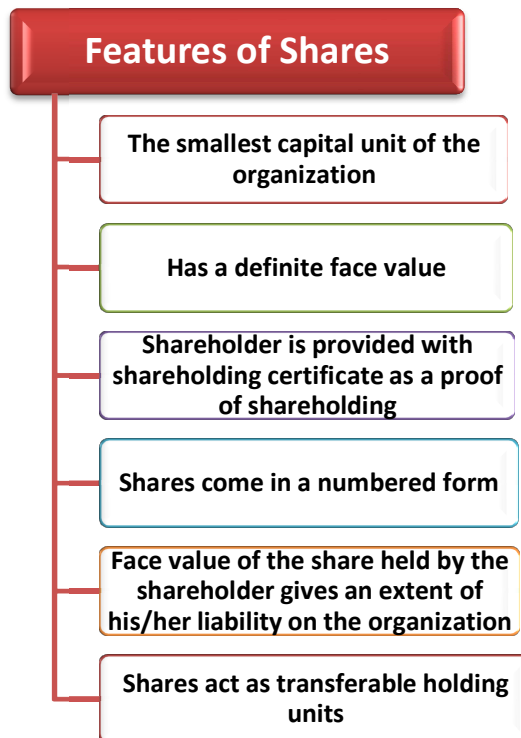 Features of Shares
The smallest capital unit of the
organization
Has a definite face value
Shareholder is provided with
shareholding certificate as a proof
of shareholding
Shares come in a numbered form
Face value of the share held by the
shareholder gives an extent of
his/her liability on the organization
Shares act as transferable holding
units